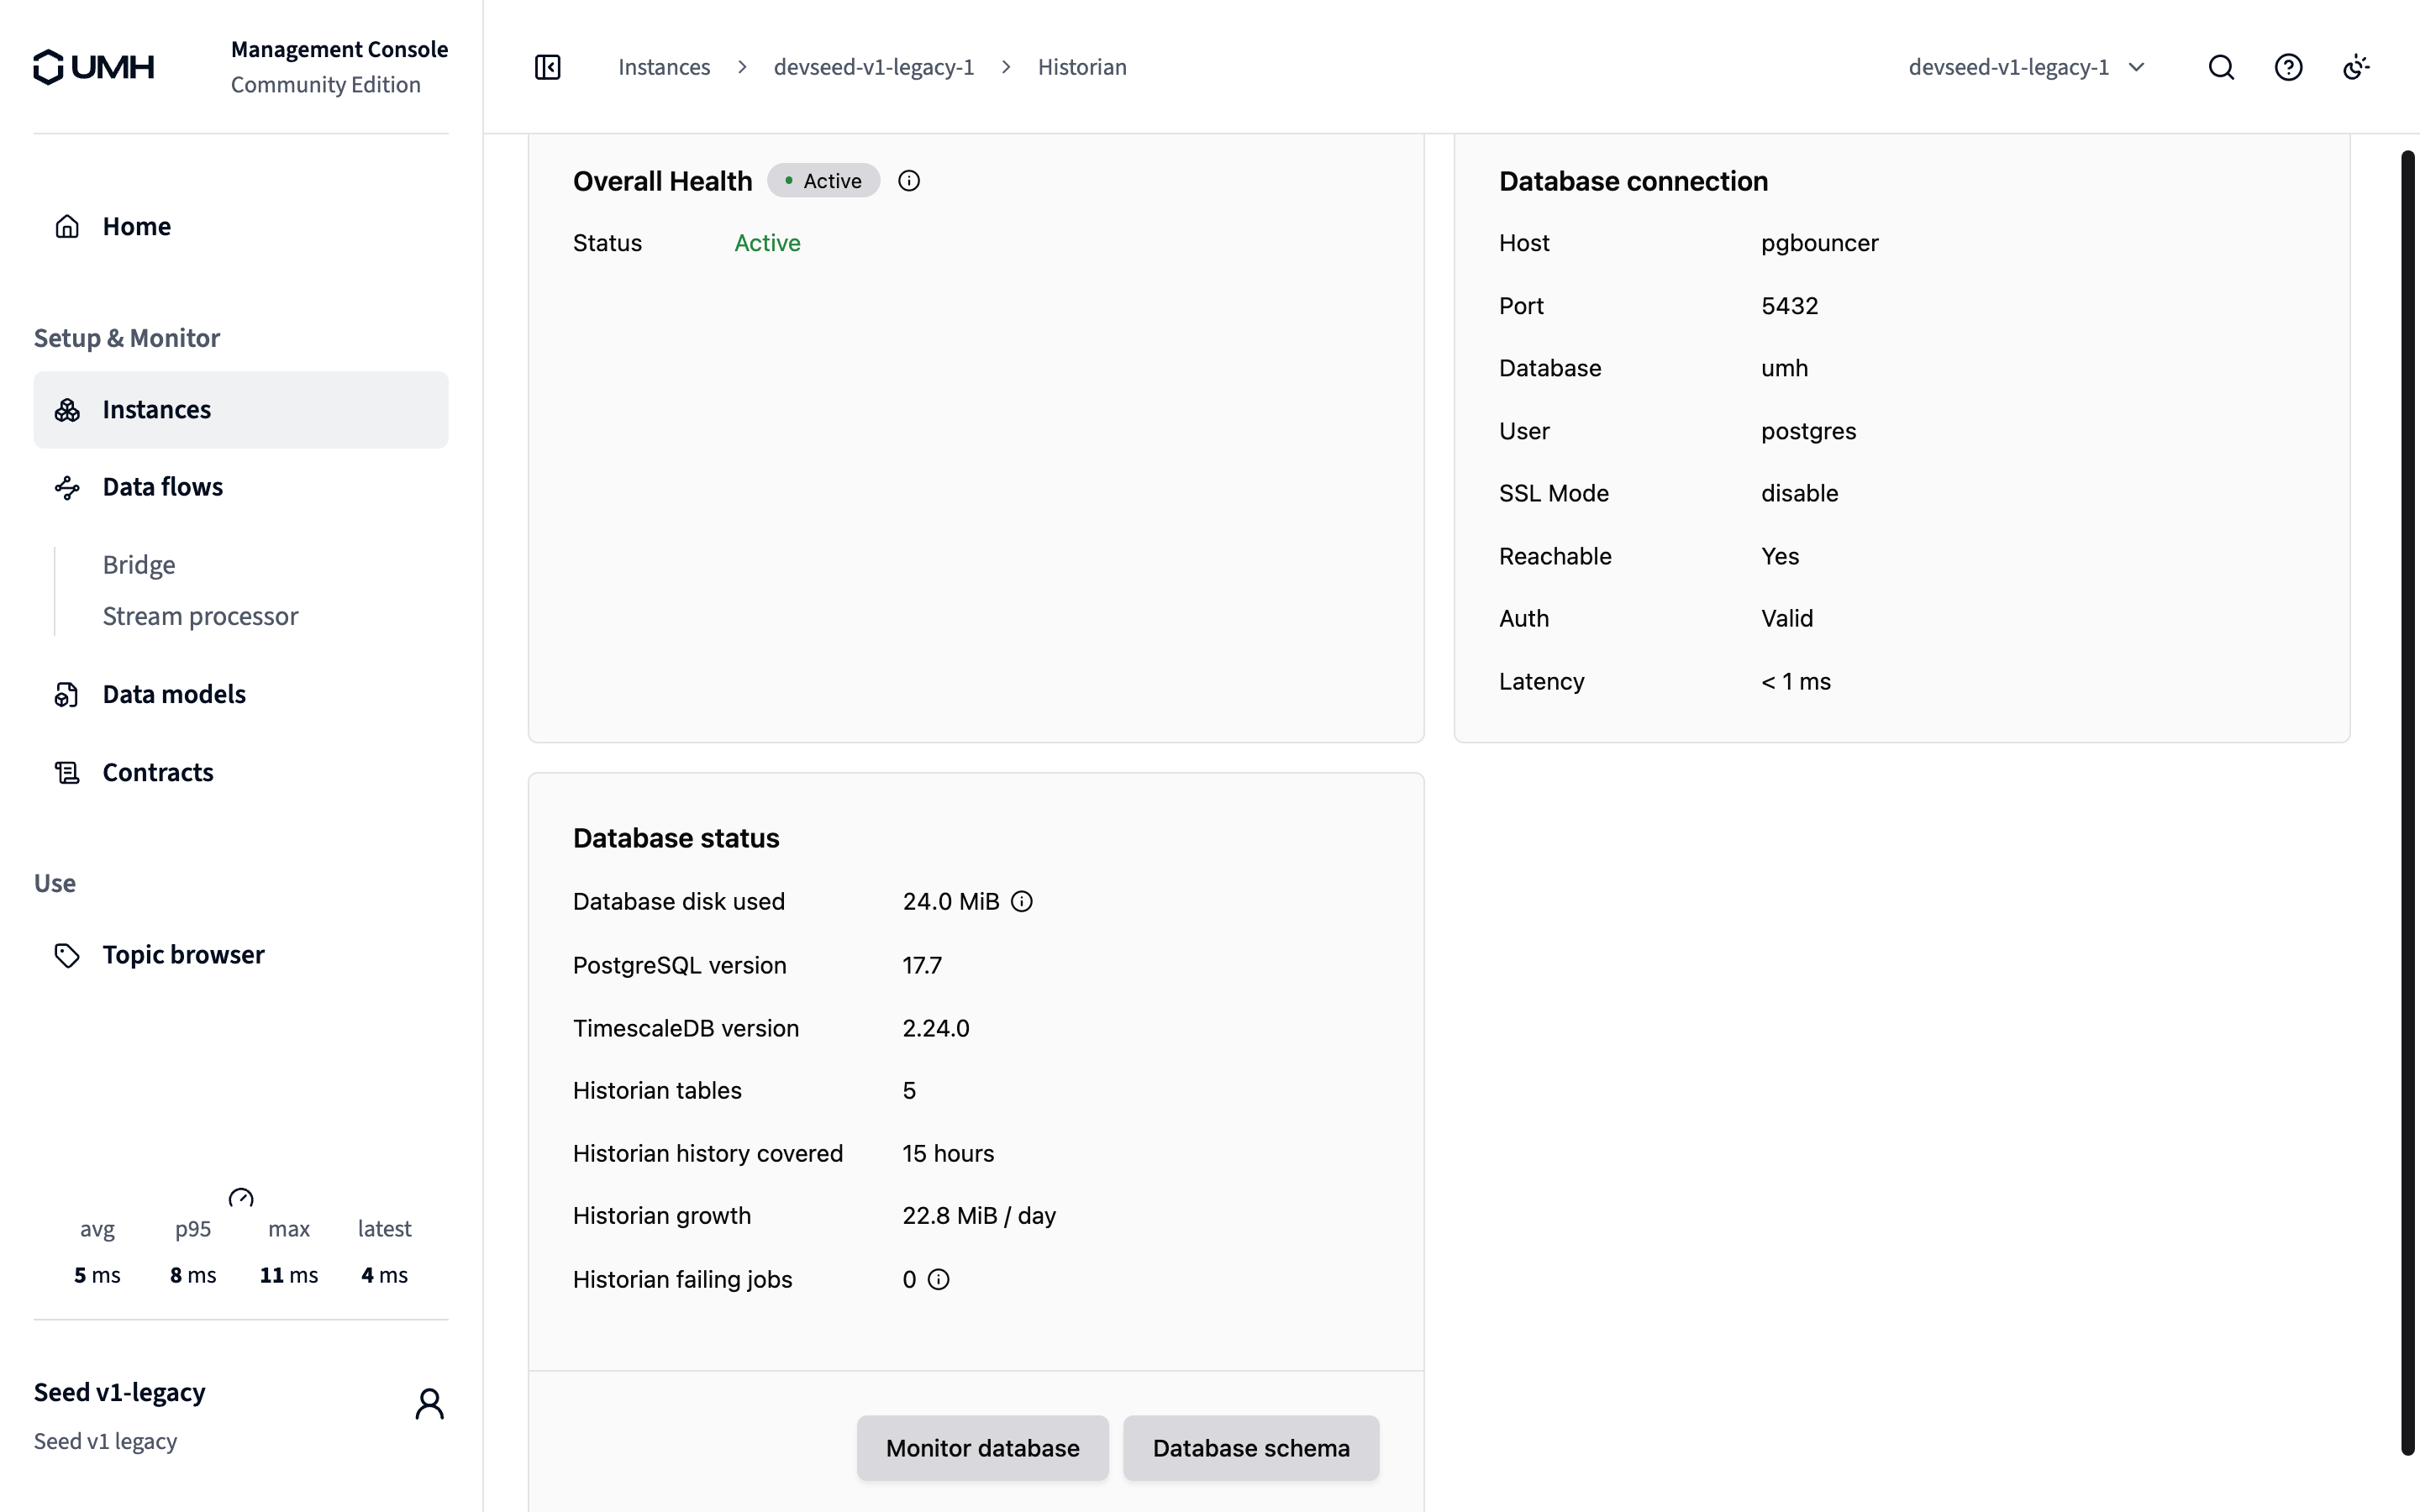 UMH
Management Console
Community Edition
Home
Setup & Monitor
Instances
Data flows
Bridge
Stream processor
Data models
Contracts
Use
Topic browser
avg p95 max latest
5 ms 8 ms 11 ms 4 ms
Seed v1-legacy
Seed v1 legacy
Instances > devseed-v1-legacy-1 > Historian
devseed-v1-legacy-1
Overall Health Active
Status Active
Database connection
Host pgbouncer
Port 5432
Database umh
User postgres
SSL Mode disable
Reachable Yes
Auth Valid
Latency < 1 ms
Database status
Database disk used 24.0 MiB
PostgreSQL version 17.7
TimescaleDB version 2.24.0
Historian tables 5
Historian history covered 15 hours
Historian growth 22.8 MiB / day
Historian failing jobs 0
Monitor database Database schema